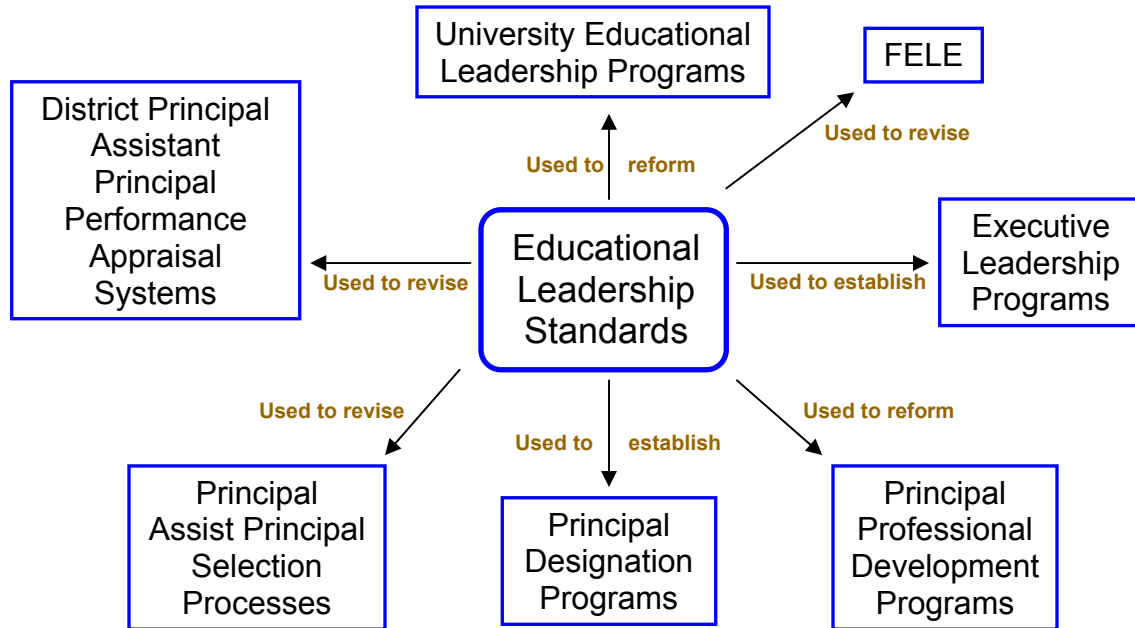 University Educational
Leadership Programs
FELE
District Principal
Assistant
Principal
Performance
Appraisal
Systems
Used to reform
Used to revise
Educational
Leadership
Standards
Executive
Leadership
Programs
Used to revise
Used to establish
Used to revise
Used to establish
Used to reform
Principal
Assist Principal
Selection
Processes
Principal
Designation
Programs
Principal
Professional
Development
Programs